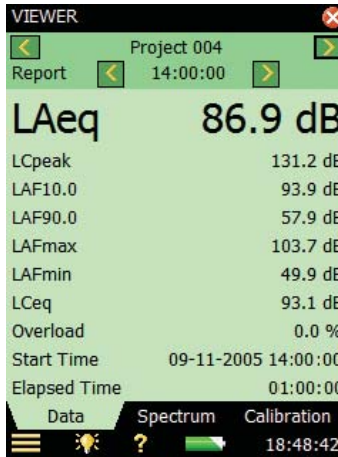 VIEWER
Project 004
Report 14:00:00
LAeq 86.9 dB
LCpeak 131.2 dB
LAF10.0 93.9 dB
LAF90.0 57.9 dB
LAFmax 103.7 dB
LAFmin 49.9 dB
LCeq 93.1 dB
Overload 0.0 %
Start Time 09-11-2005 14:00:00
Elapsed Time 01:00:00
Data Spectrum Calibration
? 18:48:42